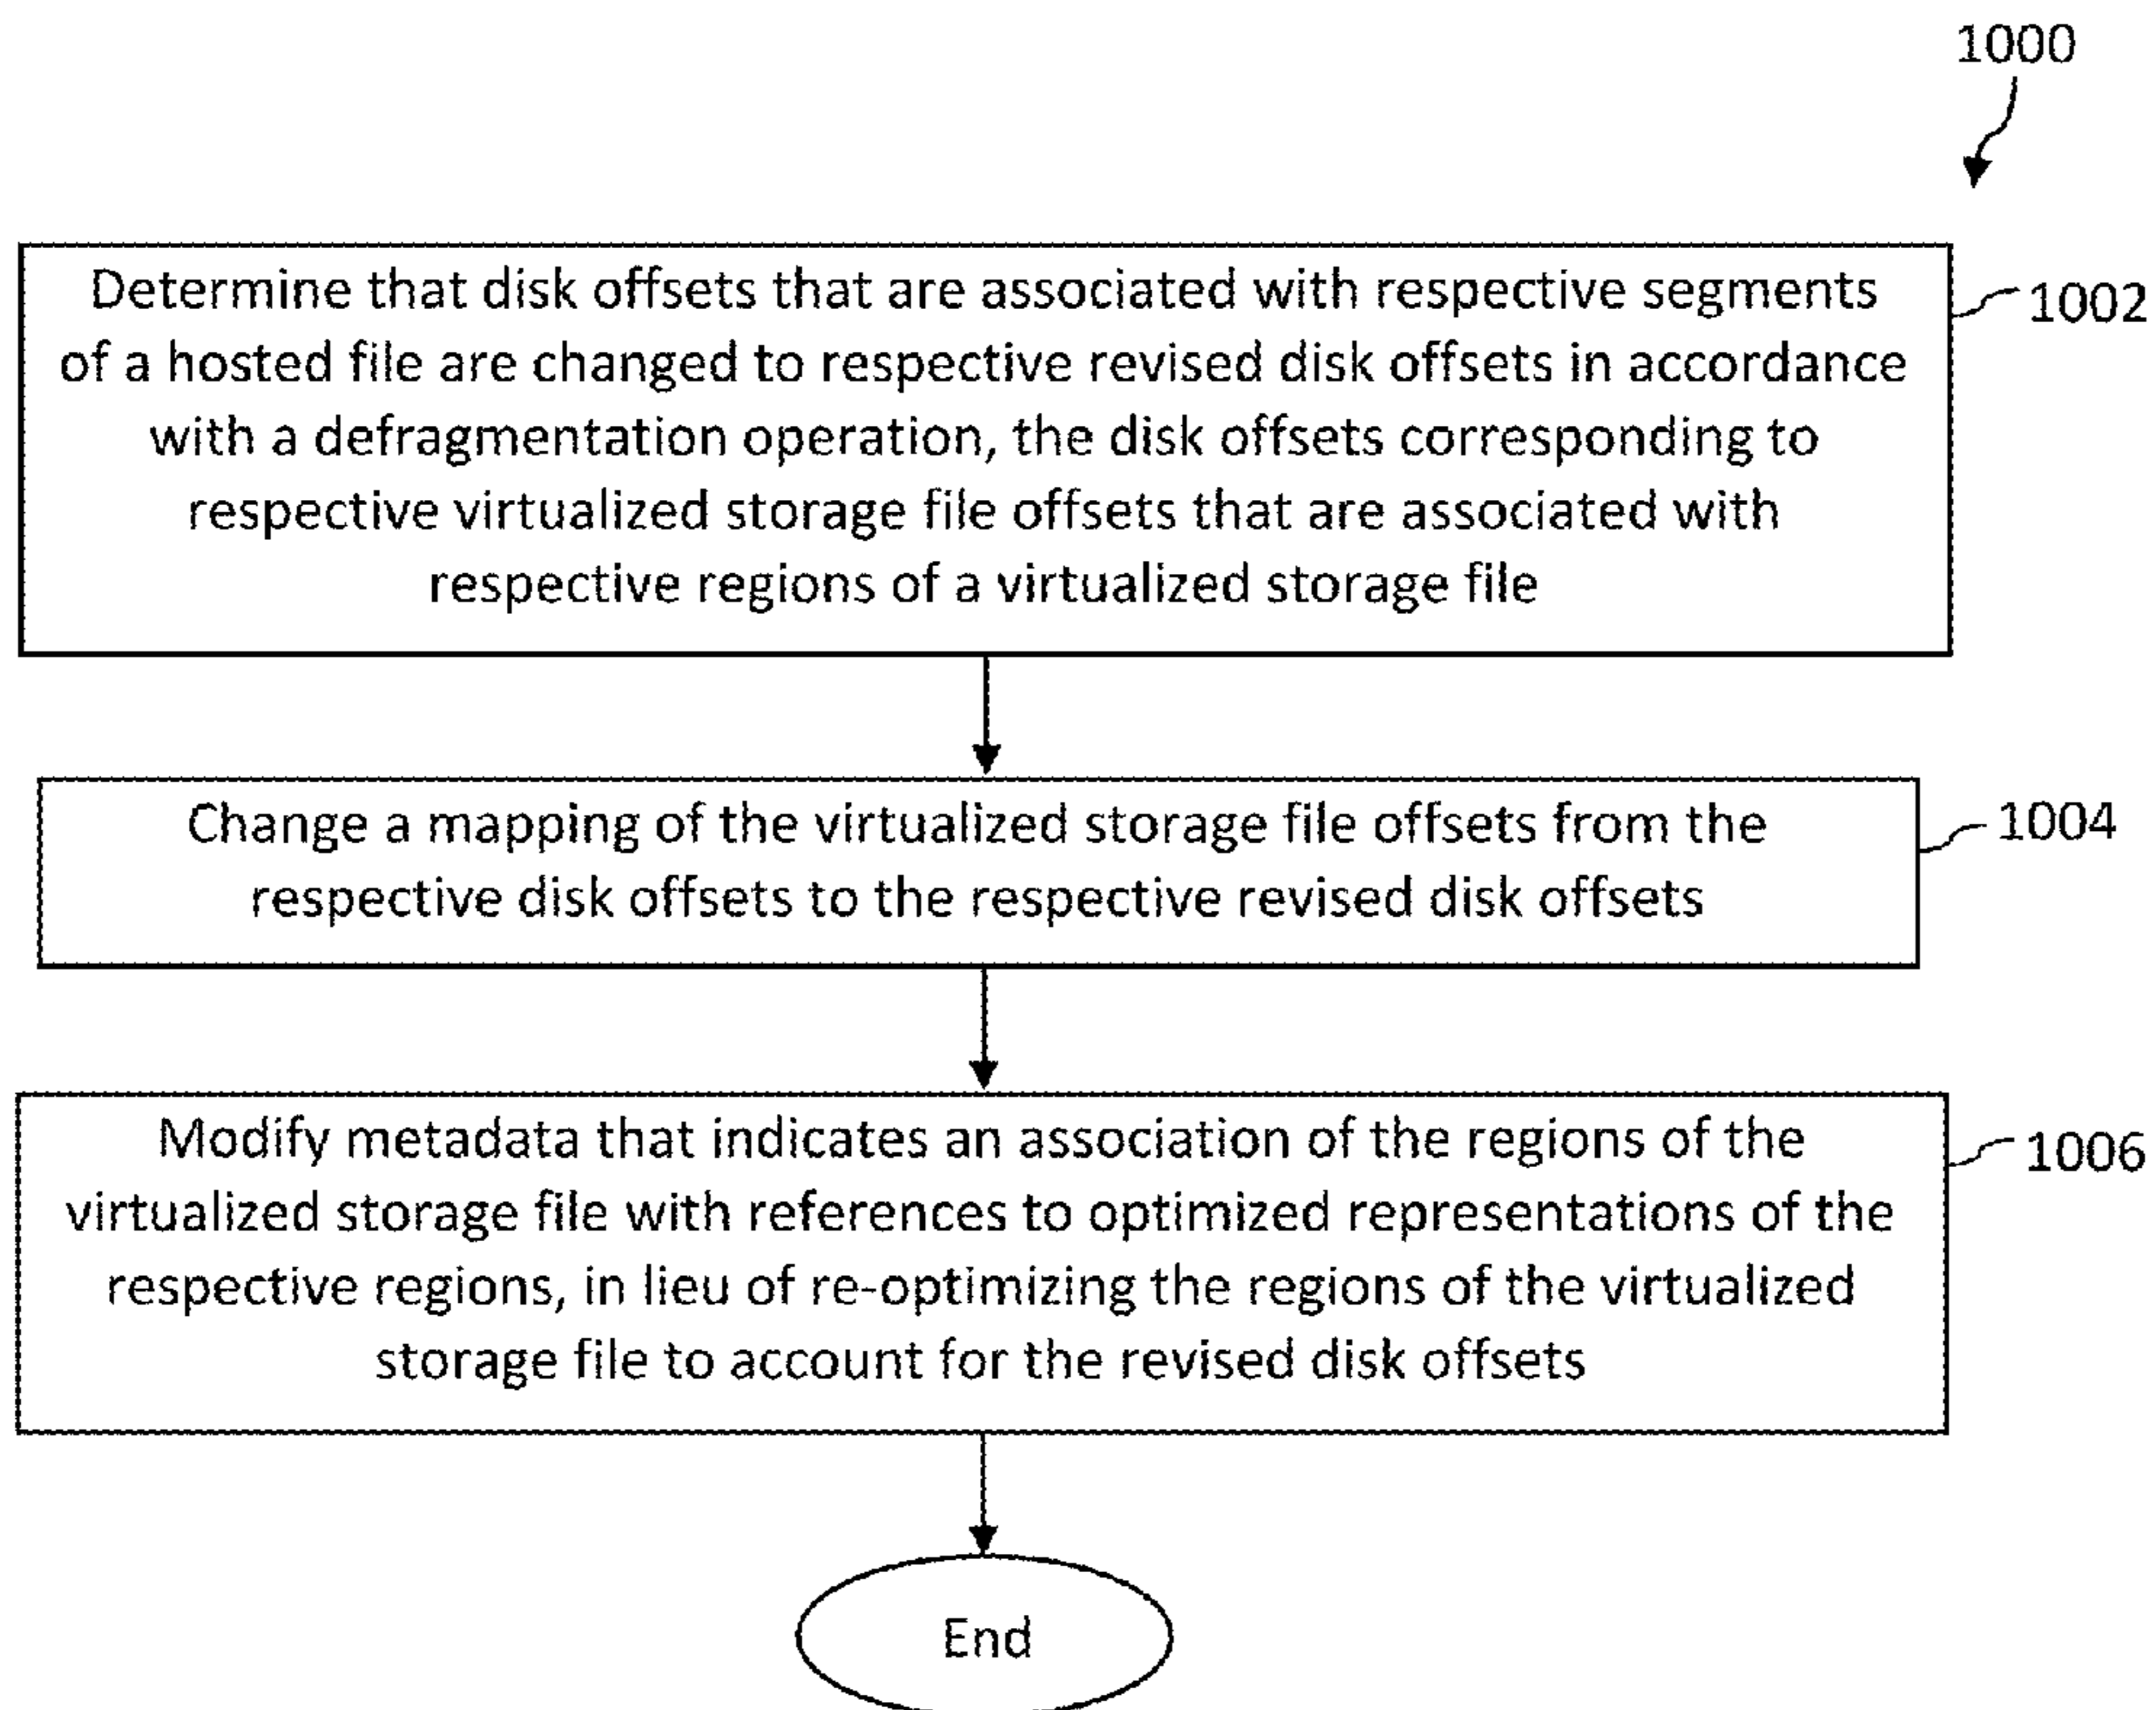 1000
Determine that disk offsets that are associated with respective segments
of a hosted file are changed to respective revised disk offsets in accordance
with a defragmentation operation, the disk offsets corresponding to
respective virtualized storage file offsets that are associated with
respective regions of a virtualized storage file
1002
Change a mapping of the virtualized storage file offsets from the
respective disk offsets to the respective revised disk offsets
1004
Modify metadata that indicates an association of the regions of the
virtualized storage file with references to optimized representations of the
respective regions, in lieu of re-optimizing the regions of the virtualized
storage file to account for the revised disk offsets
1006
End